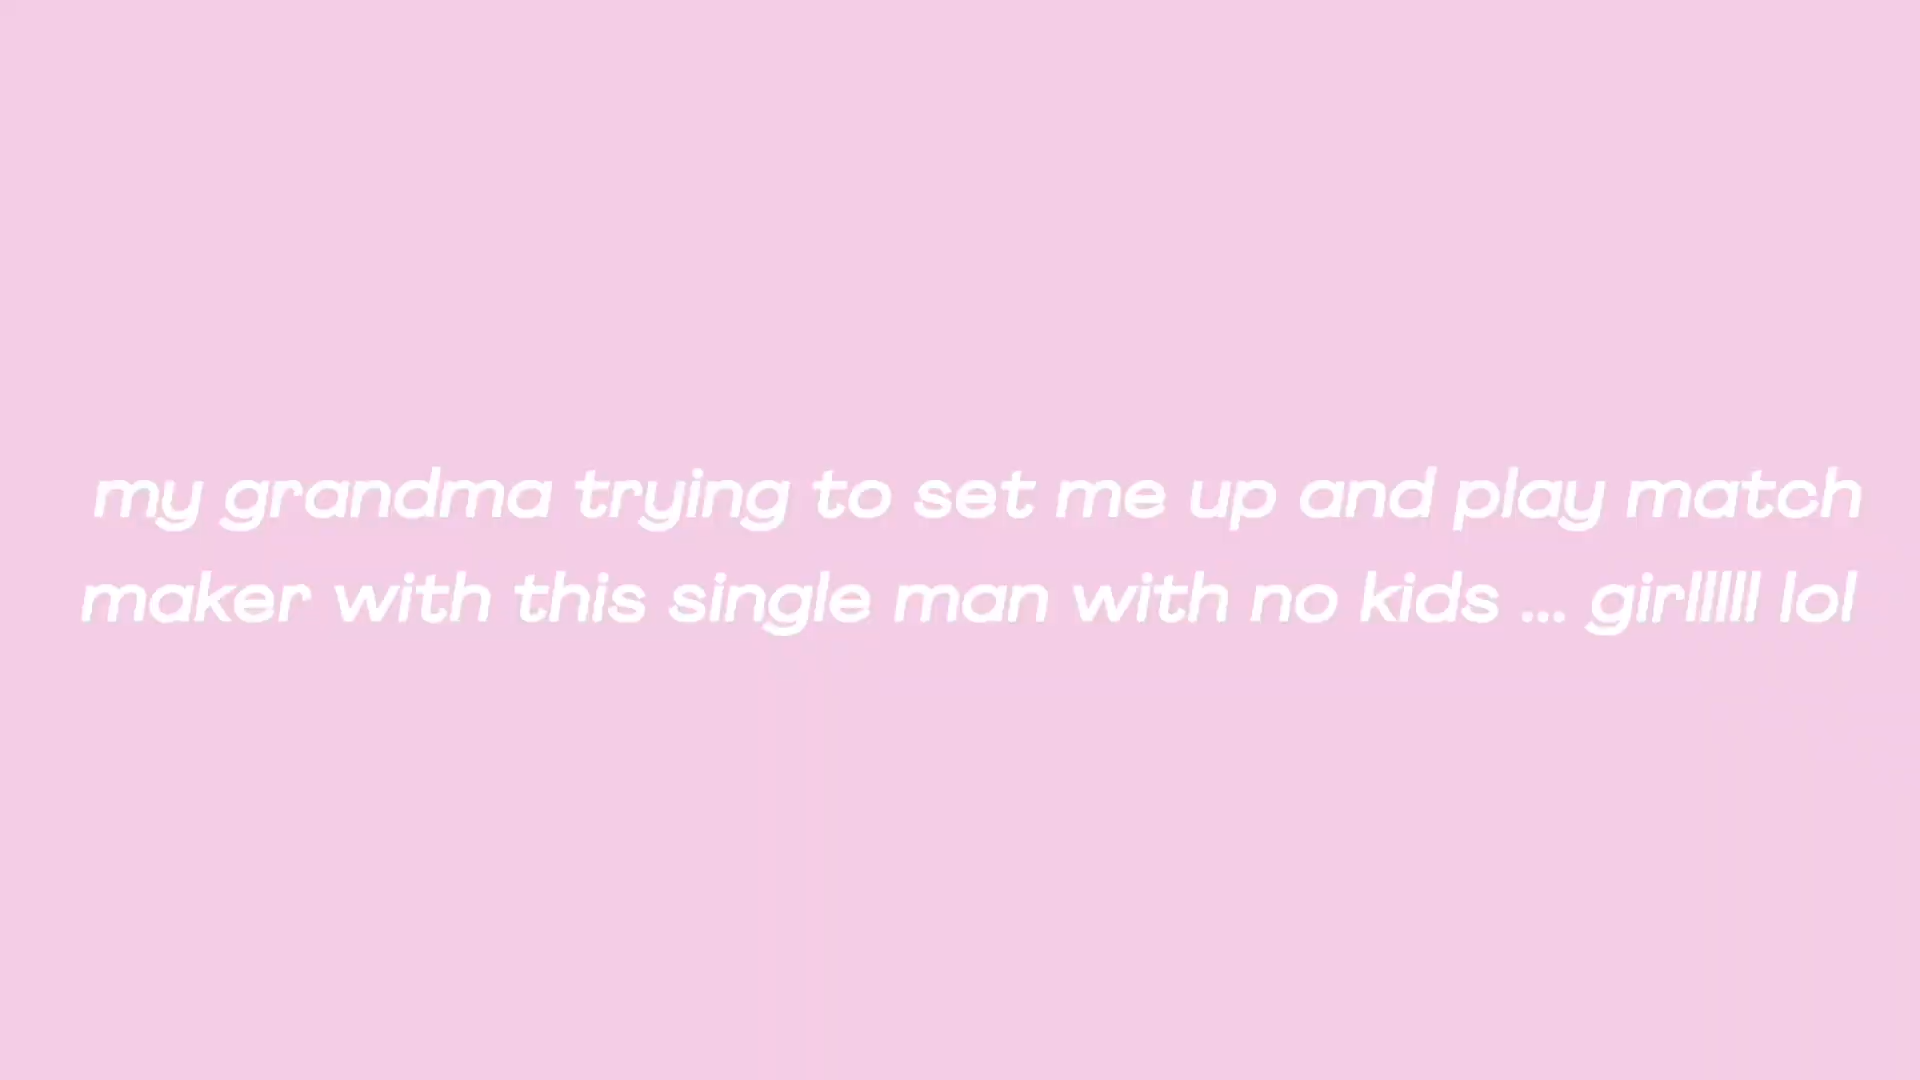 my grandma trying to set me up and play match
maker with this single man with no kids ... girlllll lol